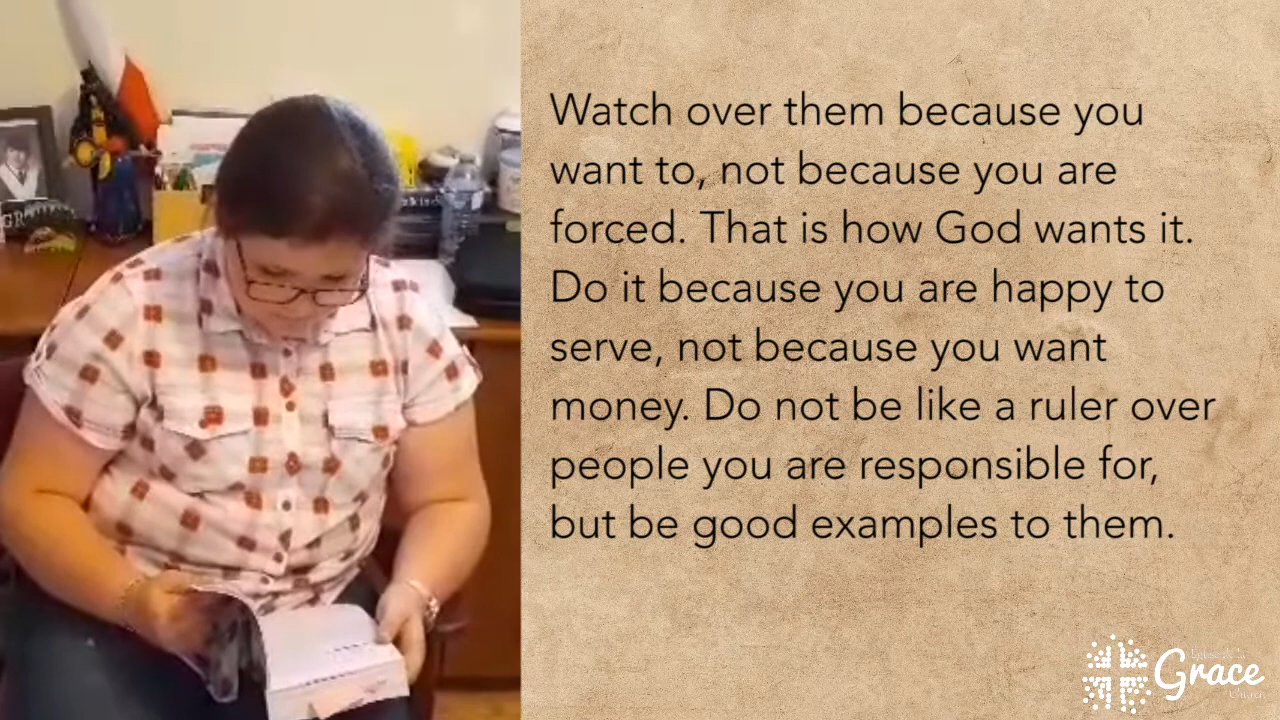 Watch over them because you
want to, not because you are
forced. That is how God wants it.
Do it because you are happy to
serve, not because you want
money. Do not be like a ruler over
people you are responsible for,
but be good examples to them.
Grace
Church